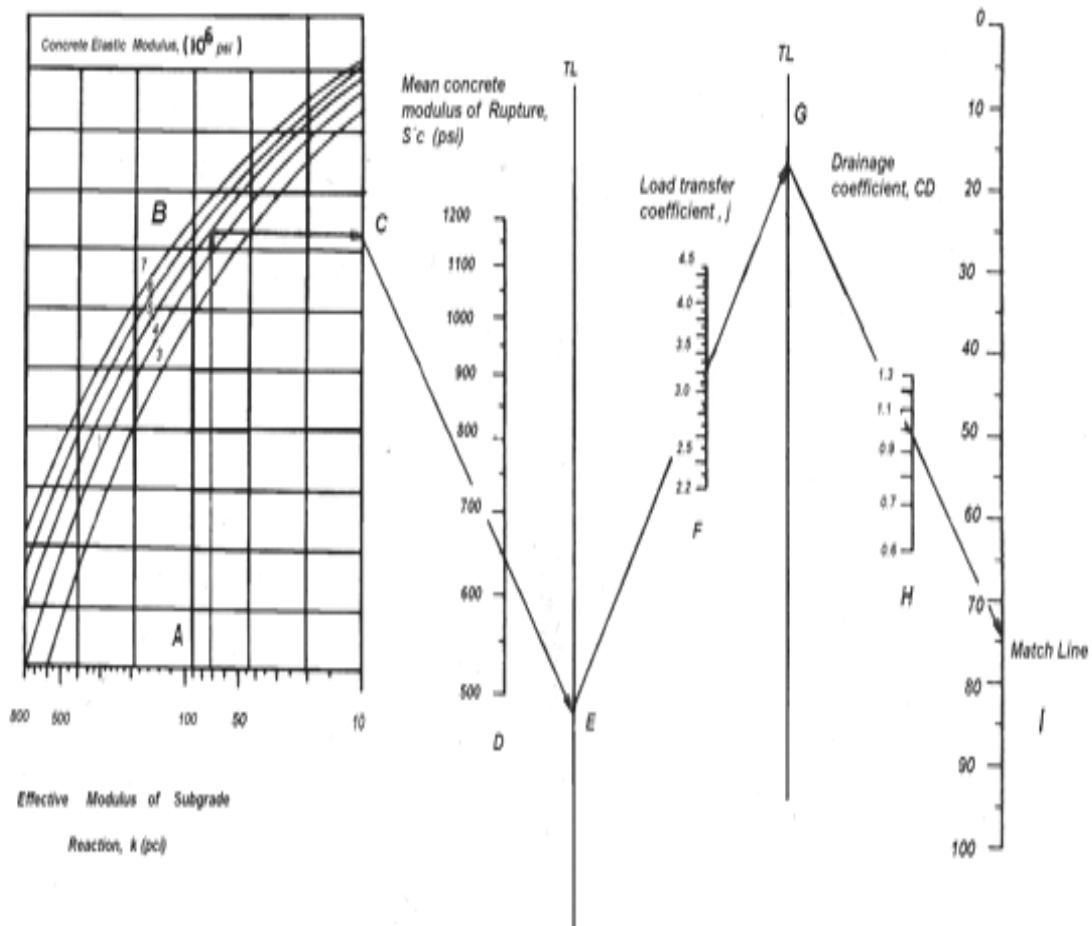 Concrete Elastic Modulus, (10⁶ psi)
B
7
6
5
4
3
A
800 500 100 50 10
Effective Modulus of Subgrade
Reaction, k (pci)
C
Mean concrete
modulus of Rupture,
S'c (psi)
1200
1100
1000
900
800
700
600
500
D
TL
E
Load transfer
coefficient , j
4.5
4.0
3.5
3.0
2.5
2.2
F
TL
G
Drainage
coefficient, CD
1.3
1.1
0.9
0.7
0.6
H
0
10
20
30
40
50
60
70
80
90
100
Match Line
I